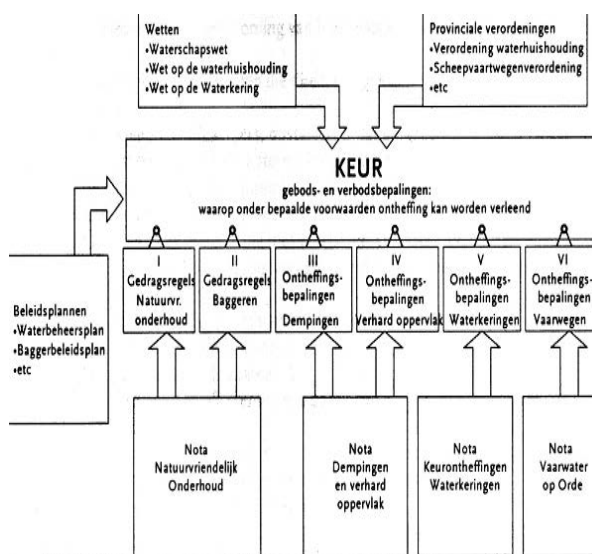 Wetten
•Waterschapswet
•Wet op de waterhuishouding
•Wet op de Waterkering
Provinciale verordeningen
•Verordening waterhuishouding
•Scheepvaartwegenverordening
•etc
KEUR
gebods- en verbodsbepalingen:
waarop onder bepaalde voorwaarden ontheffing kan worden verleend
I
Gedragsregels
Natuurvr.
onderhoud
II
Gedragsregels
Baggeren
III
Ontheffings-
bepalingen
Dempingen
IV
Ontheffings-
bepalingen
Verhard oppervlak
V
Ontheffings-
bepalingen
Waterkeringen
VI
Ontheffings-
bepalingen
Vaarwegen
Beleidsplannen
•Waterbeheersplan
•Baggerbeleidsplan
•etc
Nota
Natuurvriendelijk
Onderhoud
Nota
Dempingen
en verhard
oppervlak
Nota
Keurontheffingen
Waterkeringen
Nota
Vaarwater
op Orde